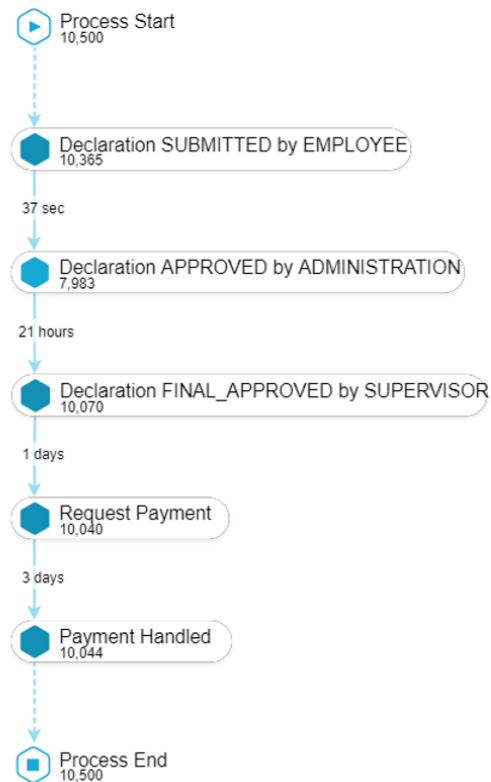 Process Start
10,500
Declaration SUBMITTED by EMPLOYEE
10,365
37 sec
Declaration APPROVED by ADMINISTRATION
7,983
21 hours
Declaration FINAL_APPROVED by SUPERVISOR
10,070
1 days
Request Payment
10,040
3 days
Payment Handled
10,044
Process End
10,500